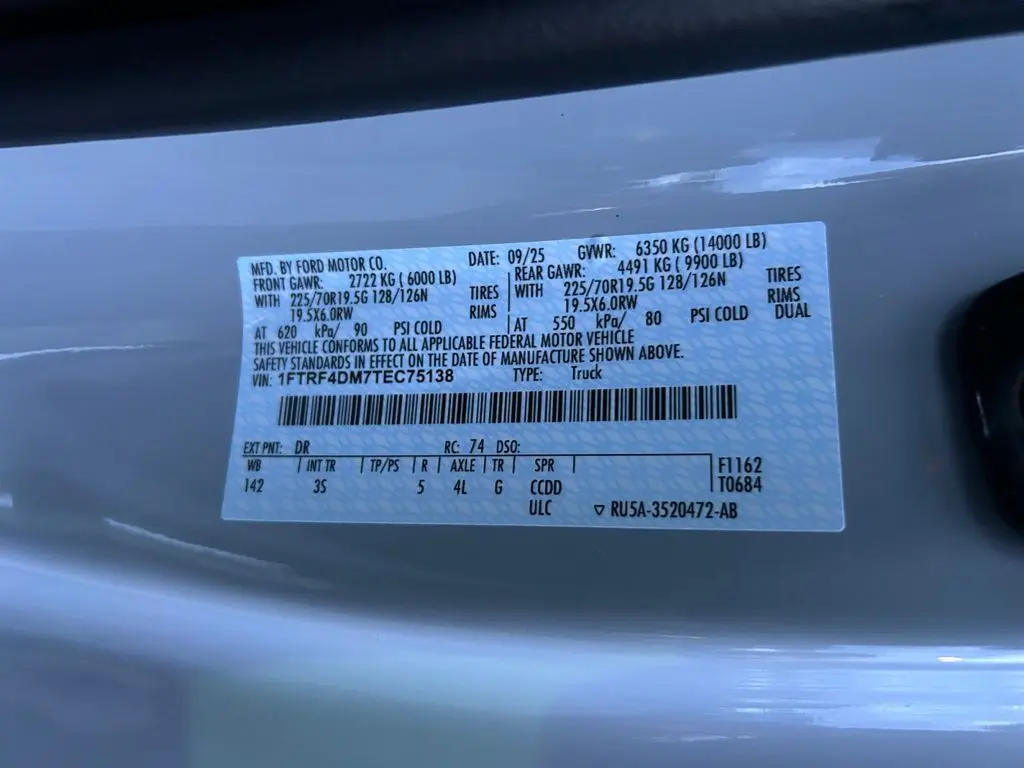 MFD. BY FORD MOTOR CO. DATE: 09/25 GVWR: 6350 KG (14000 LB)
FRONT GAWR: 2722 KG ( 6000 LB) REAR GAWR: 4491 KG ( 9900 LB)
WITH 225/70R19.5G 128/126N TIRES WITH 225/70R19.5G 128/126N TIRES
19.5X6.0RW RIMS 19.5X6.0RW RIMS
AT 620 kPa/ 90 PSI COLD AT 550 kPa/ 80 PSI COLD DUAL
THIS VEHICLE CONFORMS TO ALL APPLICABLE FEDERAL MOTOR VEHICLE
SAFETY STANDARDS IN EFFECT ON THE DATE OF MANUFACTURE SHOWN ABOVE.
VIN: 1FTRF4DM7TEC75138 TYPE: Truck
EXT PNT: DR RC: 74 DSO:
WB INT TR TP/PS R AXLE TR SPR F1162
142 3S 5 4L G CCDD T0684
ULC ▽ RU5A-3520472-AB